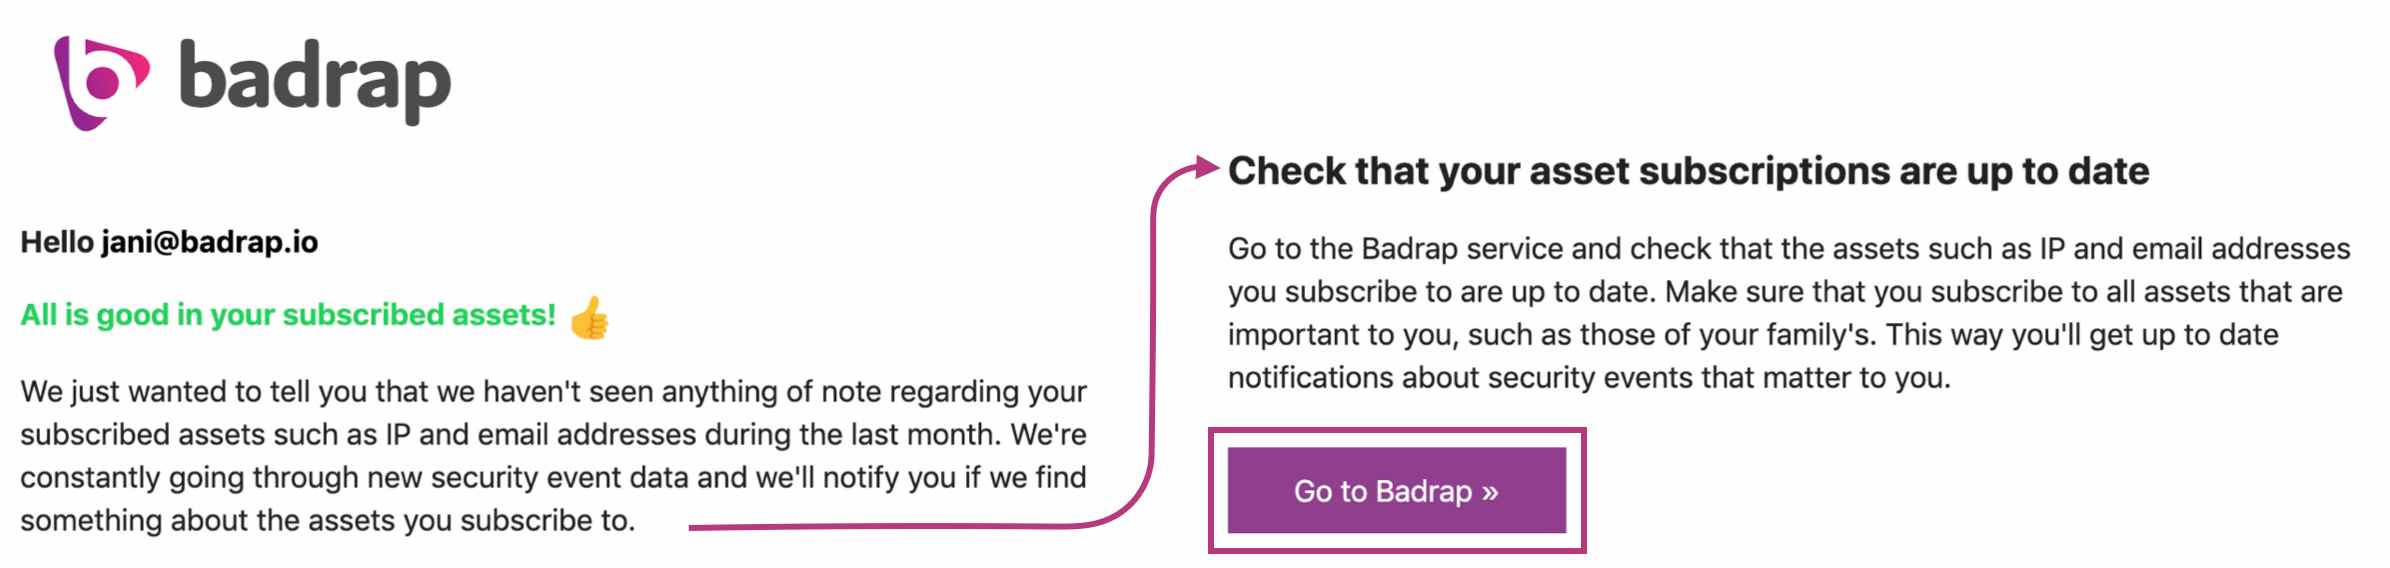 badrap
Hello jani@badrap.io
All is good in your subscribed assets! 👍
We just wanted to tell you that we haven't seen anything of note regarding your
subscribed assets such as IP and email addresses during the last month. We're
constantly going through new security event data and we'll notify you if we find
something about the assets you subscribe to.
Check that your asset subscriptions are up to date
Go to the Badrap service and check that the assets such as IP and email addresses
you subscribe to are up to date. Make sure that you subscribe to all assets that are
important to you, such as those of your family's. This way you'll get up to date
notifications about security events that matter to you.
Go to Badrap »